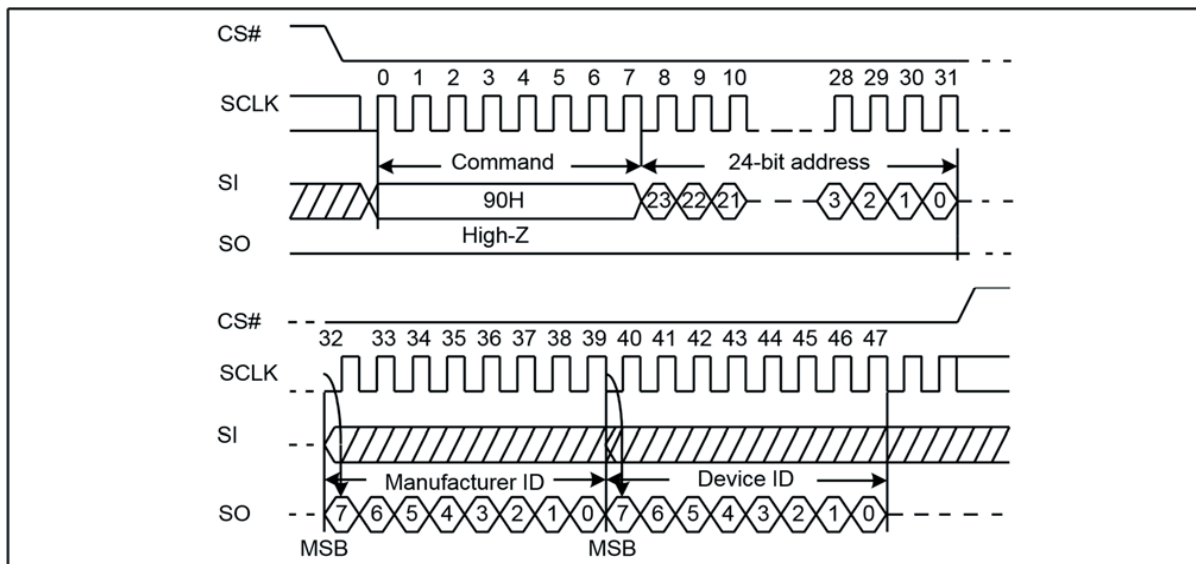 CS#
0 1 2 3 4 5 6 7 8 9 10 28 29 30 31
SCLK
Command 24-bit address
SI
90H 23 22 21 3 2 1 0
High-Z
SO
CS#
32 33 34 35 36 37 38 39 40 41 42 43 44 45 46 47
SCLK
SI
Manufacturer ID Device ID
SO 7 6 5 4 3 2 1 0 7 6 5 4 3 2 1 0
MSB MSB